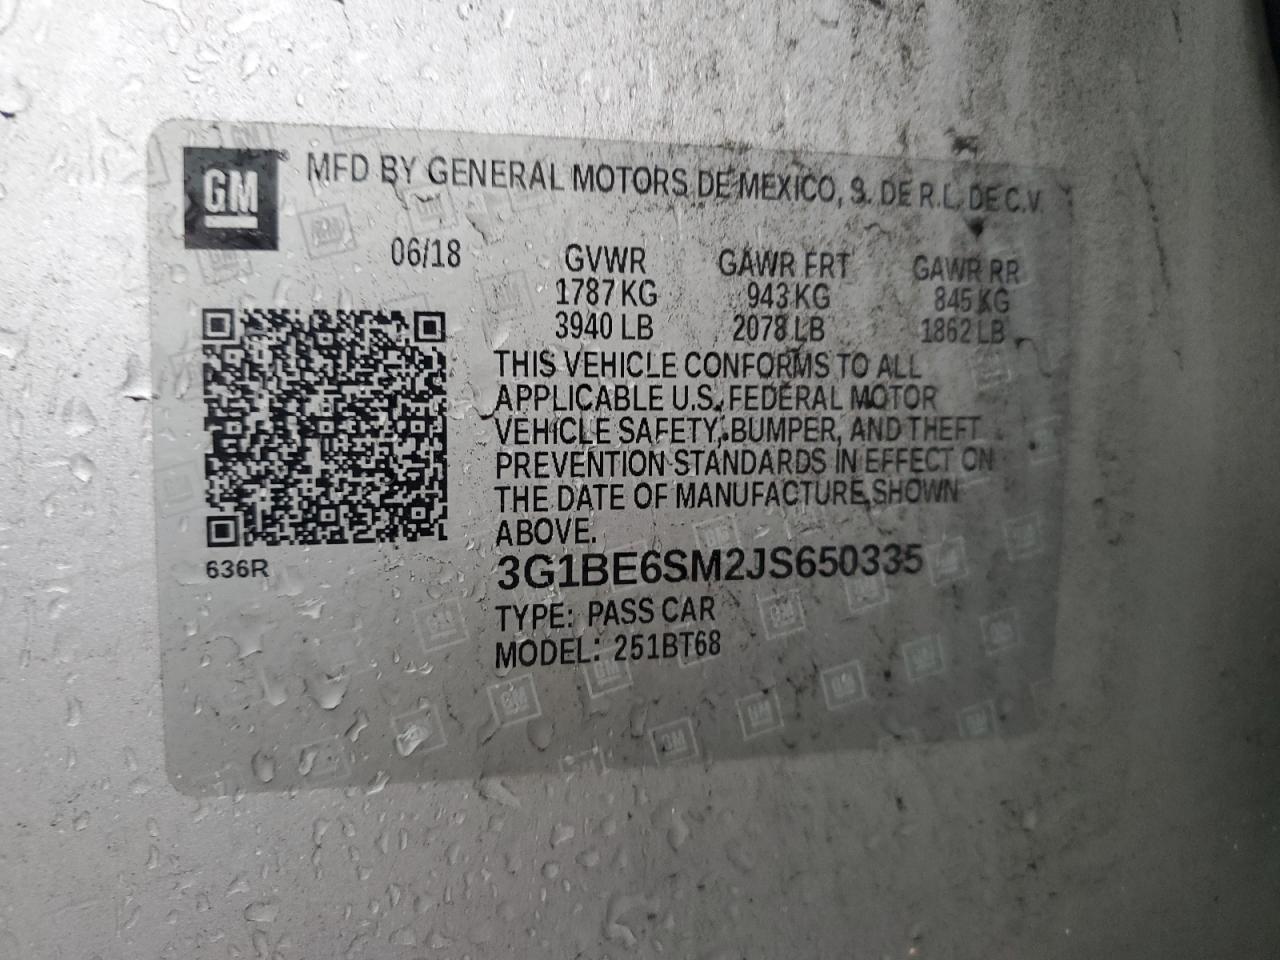 GM
MFD BY GENERAL MOTORS DE MEXICO, S. DE R.L. DE C.V.
06/18 GVWR GAWR FRT GAWR RR
1787 KG 943 KG 845 KG
3940 LB 2078 LB 1862 LB
THIS VEHICLE CONFORMS TO ALL
APPLICABLE U.S. FEDERAL MOTOR
VEHICLE SAFETY, BUMPER, AND THEFT
PREVENTION STANDARDS IN EFFECT ON
THE DATE OF MANUFACTURE SHOWN
ABOVE.
636R
3G1BE6SM2JS650335
TYPE: PASS CAR
MODEL: 251BT68